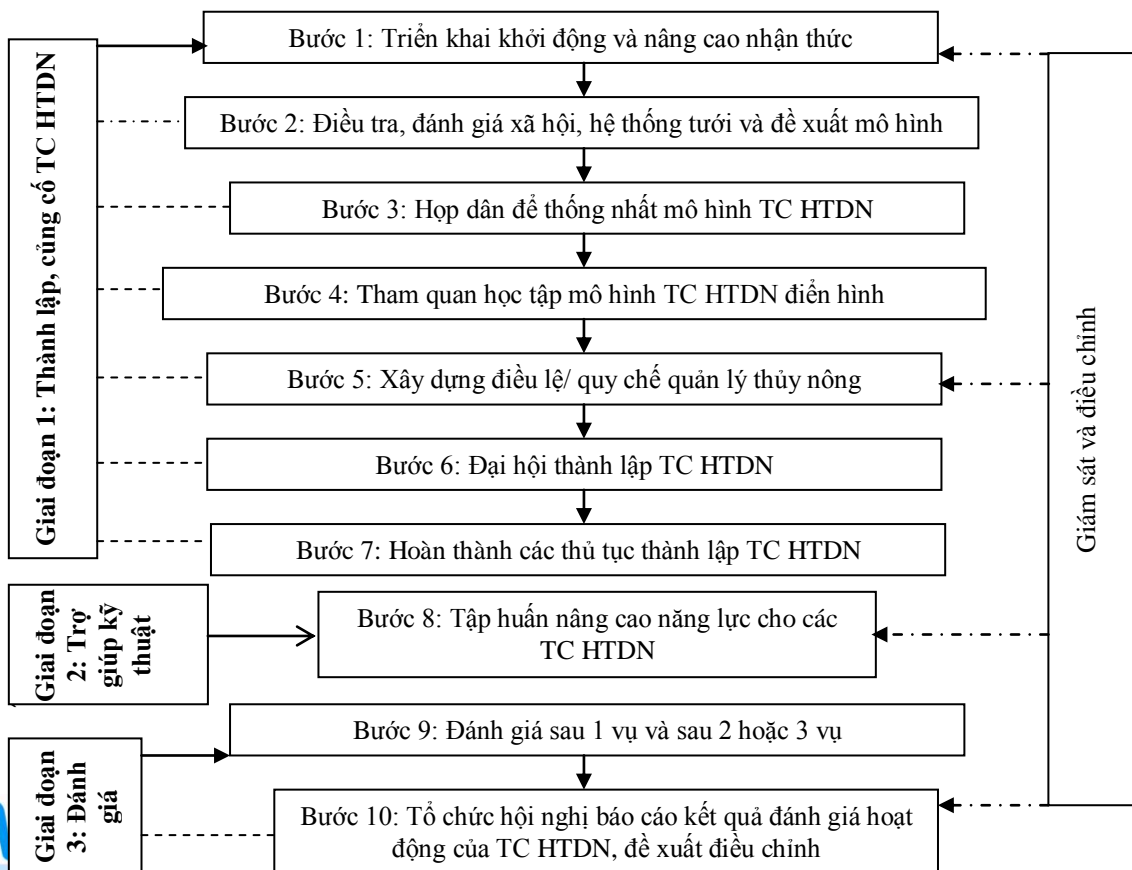 Bước 1: Triển khai khởi động và nâng cao nhận thức
Giai đoạn 1: Thành lập, củng cố TC HTDN
Bước 2: Điều tra, đánh giá xã hội, hệ thống tưới và đề xuất mô hình
Bước 3: Họp dân để thống nhất mô hình TC HTDN
Bước 4: Tham quan học tập mô hình TC HTDN điển hình
Bước 5: Xây dựng điều lệ/ quy chế quản lý thủy nông
Bước 6: Đại hội thành lập TC HTDN
Bước 7: Hoàn thành các thủ tục thành lập TC HTDN
Giám sát và điều chỉnh
Giai đoạn
2: Trợ
giúp kỹ
thuật
Bước 8: Tập huấn nâng cao năng lực cho các
TC HTDN
Giai đoạn
3: Đánh
giá
Bước 9: Đánh giá sau 1 vụ và sau 2 hoặc 3 vụ
Bước 10: Tổ chức hội nghị báo cáo kết quả đánh giá hoạt
động của TC HTDN, đề xuất điều chỉnh